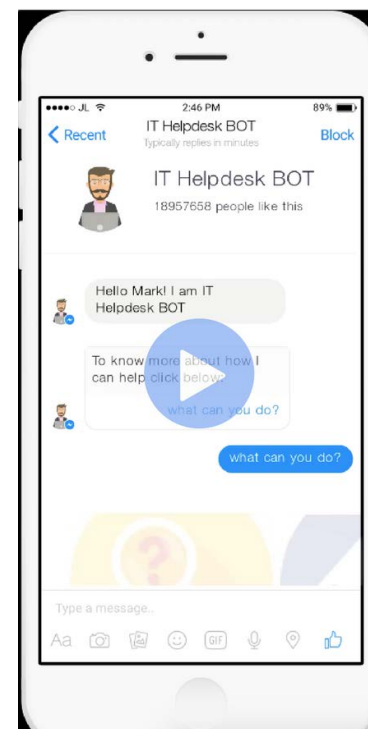 JL 2:46 PM 89%
Recent IT Helpdesk BOT Block
Typically replies in minutes
IT Helpdesk BOT
18957658 people like this
Hello Mark! I am IT
Helpdesk BOT
To know more about how I
can help click below:
what can you do?
what can you do?
?
Type a message..
Aa GIF